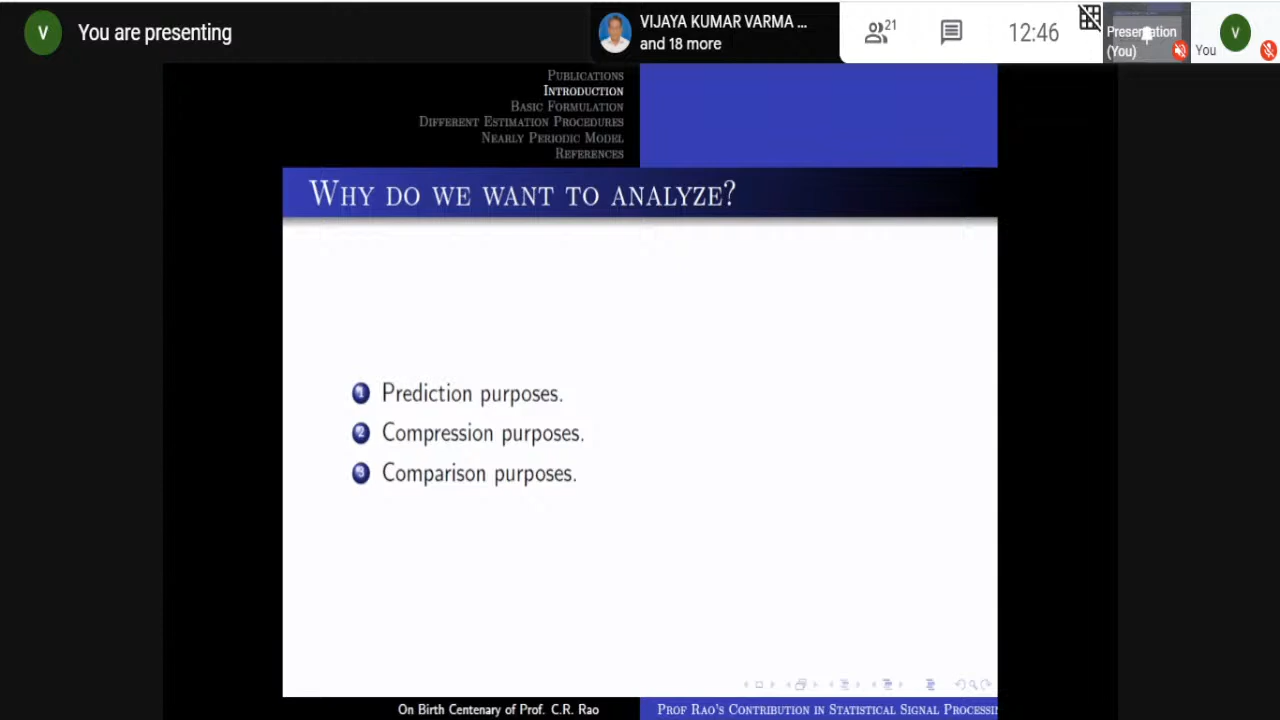 V
You are presenting
VIJAYA KUMAR VARMA ...
and 18 more
21
12:46
Presentation
(You)
You
V
PUBLICATIONS
INTRODUCTION
BASIC FORMULATION
DIFFERENT ESTIMATION PROCEDURES
NEARLY PERIODIC MODEL
REFERENCES
WHY DO WE WANT TO ANALYZE?
1 Prediction purposes.
2 Compression purposes.
3 Comparison purposes.
On Birth Centenary of Prof. C.R. Rao
PROF RAO'S CONTRIBUTION IN STATISTICAL SIGNAL PROCESSIN